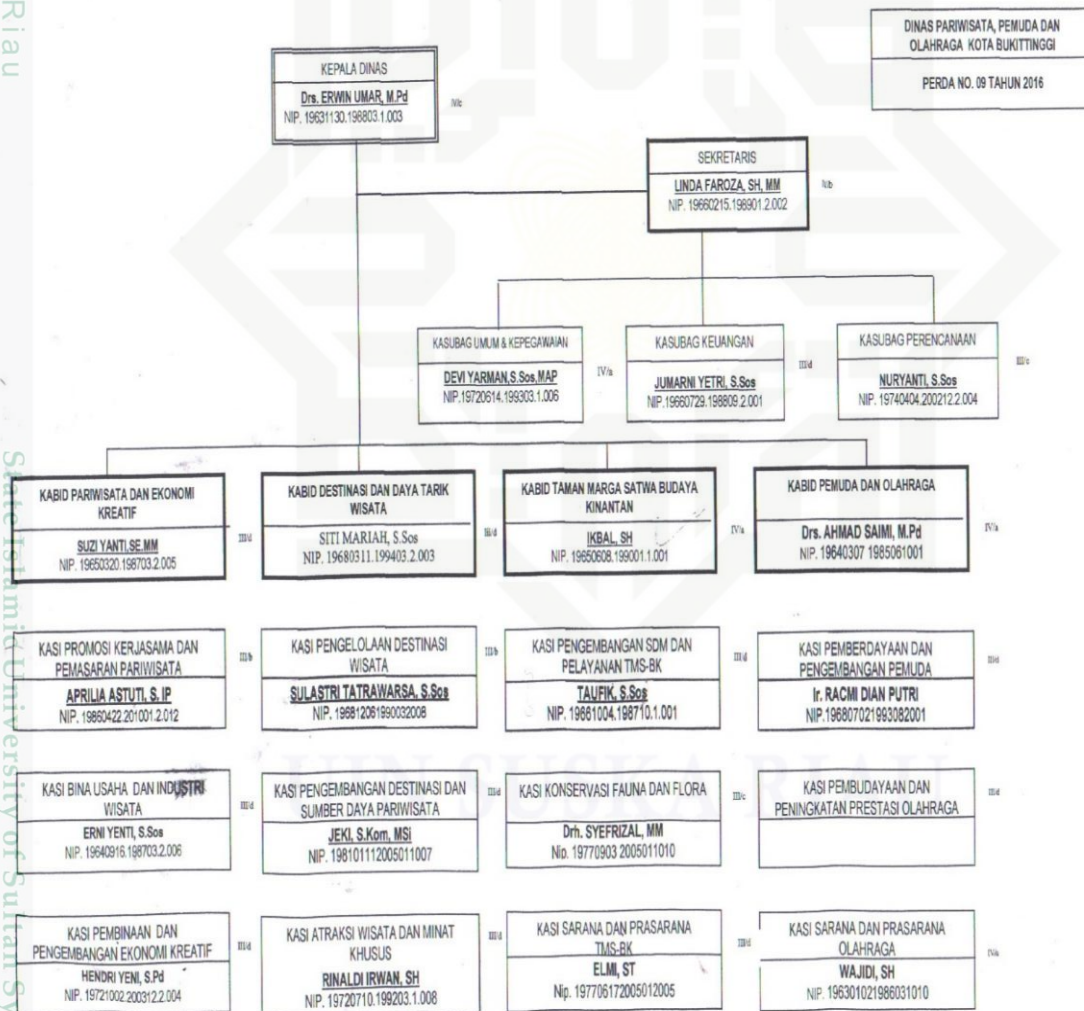 DINAS PARIWISATA, PEMUDA DAN
OLAHRAGA KOTA BUKITTINGGI
PERDA NO. 09 TAHUN 2016
KEPALA DINAS
Drs. ERWIN UMAR, M.Pd
NIP. 19631130.198803.1.003
IV/c
SEKRETARIS
LINDA FAROZA, SH, MM
NIP. 19660215.198901.2.002
IV/b
KASUBAG UMUM & KEPEGAWAIAN
DEVI YARMAN,S.Sos,MAP
NIP.19720614.199303.1.006
IV/a
KASUBAG KEUANGAN
JUMARNI YETRI, S.Sos
NIP.19660729.198809.2.001
III/d
KASUBAG PERENCANAAN
NURYANTI, S.Sos
NIP. 19740404.200212.2.004
III/c
KABID PARIWISATA DAN EKONOMI
KREATIF
SUZI YANTI.SE.MM
NIP. 19650320.198703.2.005
III/d
KABID DESTINASI DAN DAYA TARIK
WISATA
SITI MARIAH, S.Sos
NIP. 19680311.199403.2.003
III/d
KABID TAMAN MARGA SATWA BUDAYA
KINANTAN
IKBAL, SH
NIP. 19650608.199001.1.001
IV/a
KABID PEMUDA DAN OLAHRAGA
Drs. AHMAD SAIMI, M.Pd
NIP. 19640307 1985061001
IV/a
KASI PROMOSI KERJASAMA DAN
PEMASARAN PARIWISATA
APRILIA ASTUTI, S. IP
NIP. 19860422.201001.2.012
III/b
KASI PENGELOLAAN DESTINASI
WISATA
SULASTRI TATRAWARSA, S.Sos
NIP. 196812061990032008
III/b
KASI PENGEMBANGAN SDM DAN
PELAYANAN TMS-BK
TAUFIK, S.Sos
NIP. 19661004.198710.1.001
III/d
KASI PEMBERDAYAAN DAN
PENGEMBANGAN PEMUDA
Ir. RACMI DIAN PUTRI
NIP.196807021993082001
III/d
KASI BINA USAHA DAN INDUSTRI
WISATA
ERNI YENTI, S.Sos
NIP. 19640916.198703.2.006
III/d
KASI PENGEMBANGAN DESTINASI DAN
SUMBER DAYA PARIWISATA
JEKI, S.Kom, MSi
NIP. 198101112005011007
III/d
KASI KONSERVASI FAUNA DAN FLORA
Drh. SYEFRIZAL, MM
Nip. 19770903 2005011010
III/c
KASI PEMBUDAYAAN DAN
PENINGKATAN PRESTASI OLAHRAGA
III/d
KASI PEMBINAAN DAN
PENGEMBANGAN EKONOMI KREATIF
HENDRI YENI, S.Pd
NIP. 19721002.200312.2.004
III/d
KASI ATRAKSI WISATA DAN MINAT
KHUSUS
RINALDI IRWAN, SH
NIP. 19720710.199203.1.008
III/d
KASI SARANA DAN PRASARANA
TMS-BK
ELMI, ST
Nip. 197706172005012005
III/d
KASI SARANA DAN PRASARANA
OLAHRAGA
WAJIDI, SH
NIP. 196301021986031010
IV/a
UIN SUSKA RIAU
Riau
State Islamic University of Sultan Sy